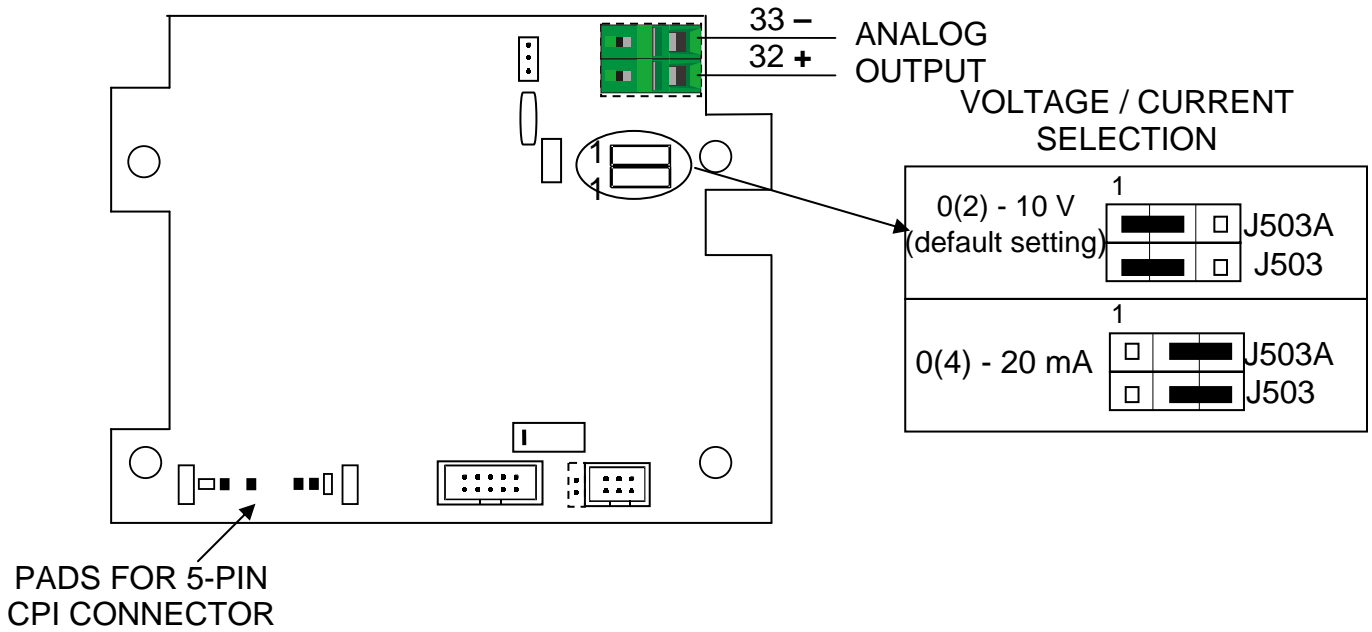 33 –
32 +
ANALOG
OUTPUT
VOLTAGE / CURRENT
SELECTION
1
1
0(2) - 10 V
(default setting)
1
J503A
J503
0(4) - 20 mA
1
J503A
J503
PADS FOR 5-PIN
CPI CONNECTOR